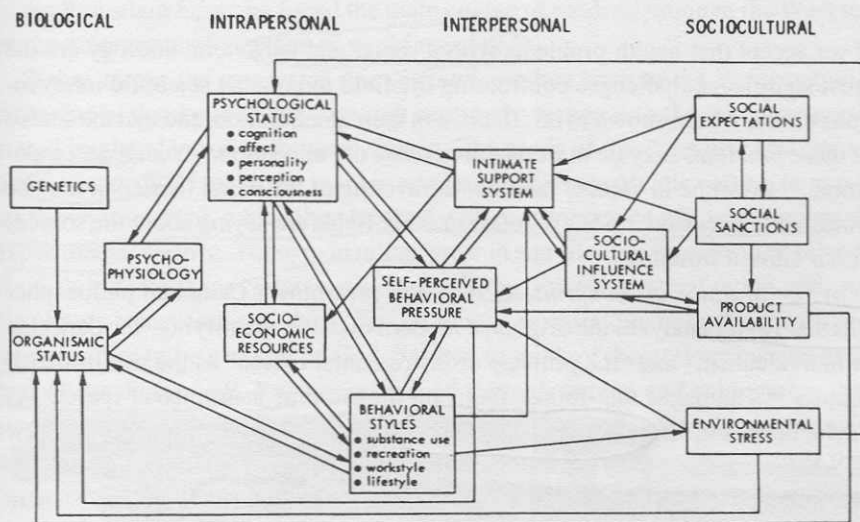 BIOLOGICAL
INTRAPERSONAL
INTERPERSONAL
SOCIOCULTURAL
PSYCHOLOGICAL
STATUS
• cognition
• affect
• personality
• perception
• consciousness
SOCIAL
EXPECTATIONS
INTIMATE
SUPPORT
SYSTEM
GENETICS
SOCIAL
SANCTIONS
PSYCHO-
PHYSIOLOGY
SOCIO-
CULTURAL
INFLUENCE
SYSTEM
SELF-PERCEIVED
BEHAVIORAL
PRESSURE
PRODUCT
AVAILABILITY
SOCIO-
ECONOMIC
RESOURCES
ORGANISMIC
STATUS
BEHAVIORAL
STYLES
• substance use
• recreation
• workstyle
• lifestyle
ENVIRONMENTAL
STRESS